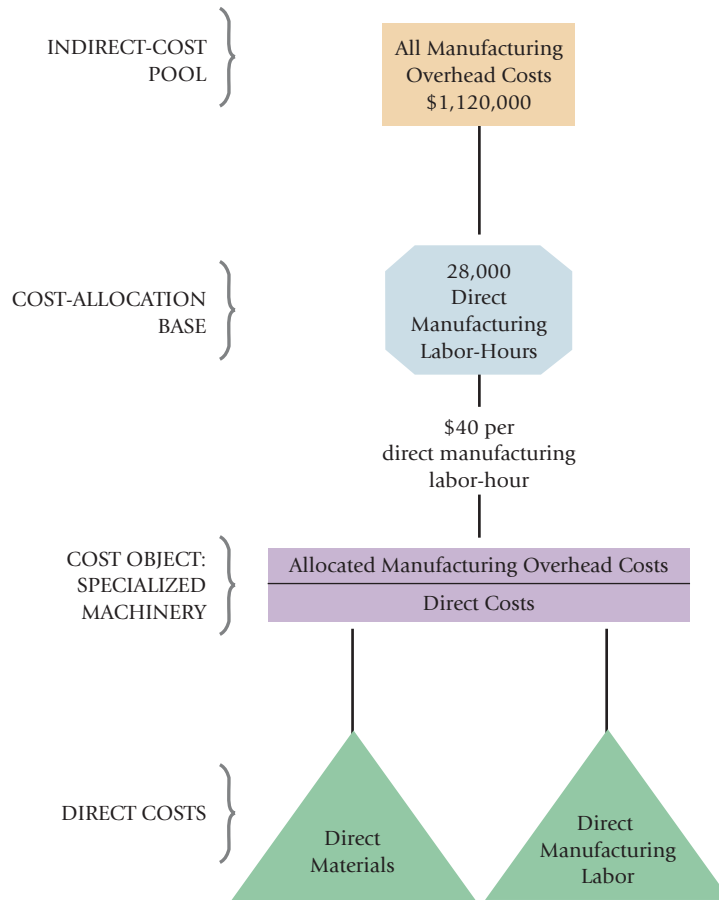 INDIRECT-COST
POOL
All Manufacturing
Overhead Costs
$1,120,000
COST-ALLOCATION
BASE
28,000
Direct
Manufacturing
Labor-Hours
$40 per
direct manufacturing
labor-hour
COST OBJECT:
SPECIALIZED
MACHINERY
Allocated Manufacturing Overhead Costs
Direct Costs
DIRECT COSTS
Direct
Materials
Direct
Manufacturing
Labor